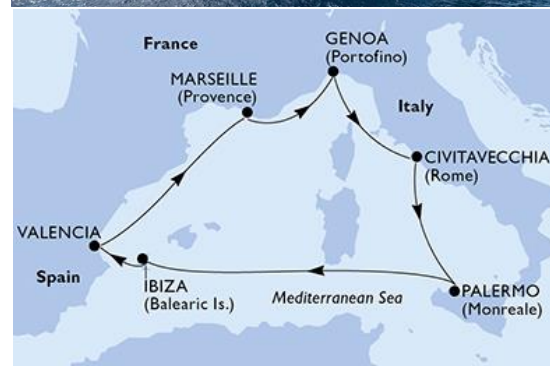 France
GENOA
(Portofino)
MARSEILLE
(Provence)
Italy
CIVITAVECCHIA
(Rome)
VALENCIA
Spain
IBIZA
(Balearic Is.)
Mediterranean Sea
PALERMO
(Monreale)